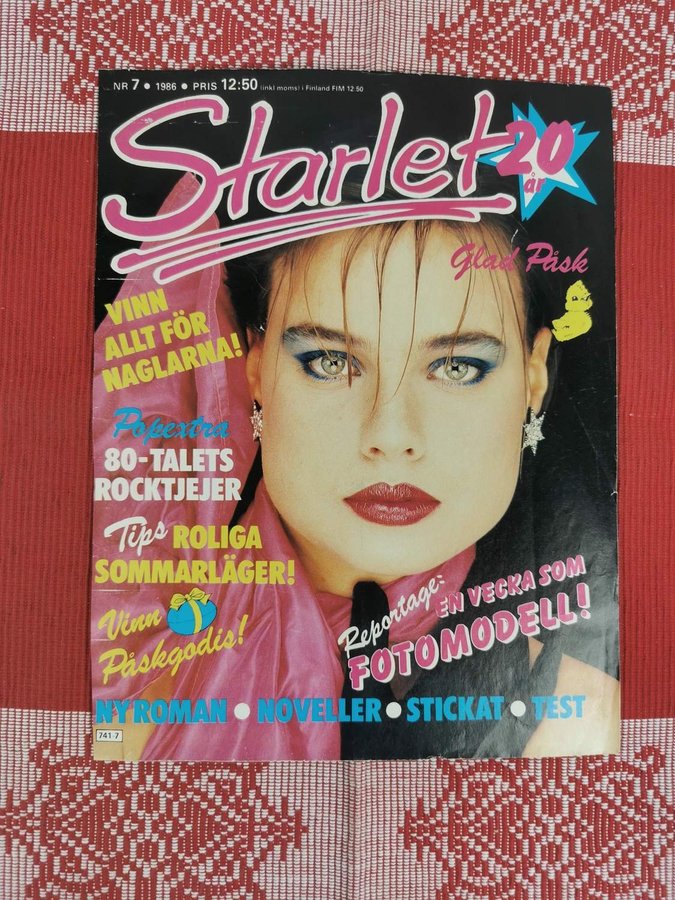 NR 7 • 1986 • PRIS 12:50 (inkl moms) i Finland FIM 12 50
Starlet
20
år
Glad Påsk
VINN
ALLT FÖR
NAGLARNA!
Popextra
80-TALETS
ROCKTJEJER
Tips ROLIGA
SOMMARLÄGER!
Vinn
Påskgodis!
Reportage:
EN VECKA SOM
FOTOMODELL!
NY ROMAN • NOVELLER • STICKAT • TEST
741-7